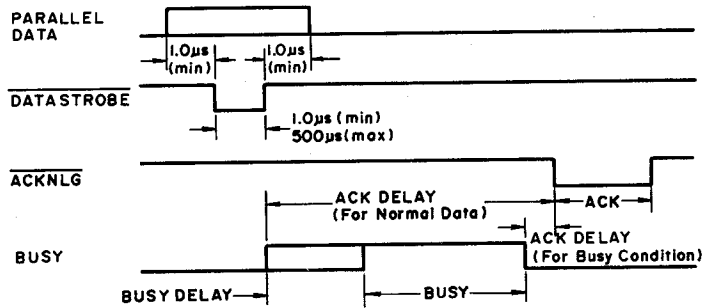 PARALLEL
DATA
1.0µs
(min)
1.0µs
(min)
DATASTROBE
1.0µs (min)
500µs(max)
ACKNLG
ACK DELAY
(For Normal Data)
ACK
ACK DELAY
(For Busy Condition)
BUSY
BUSY DELAY
BUSY